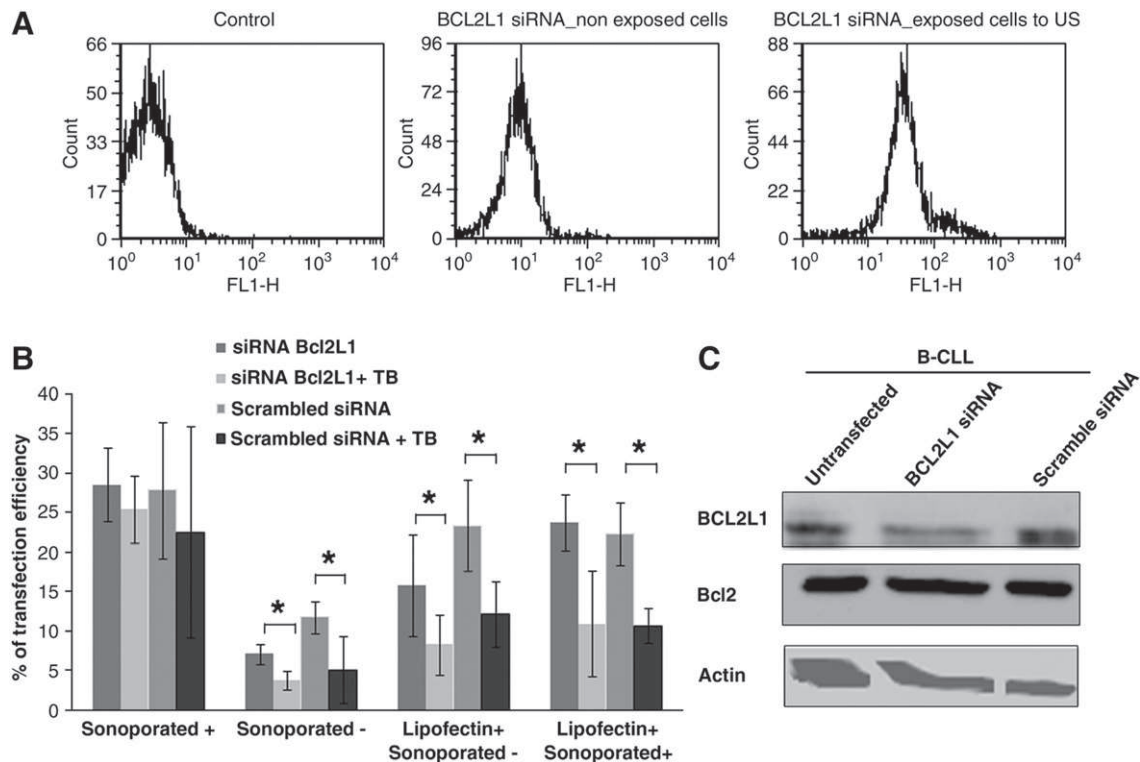 A
Control
BCL2L1 siRNA_non exposed cells
BCL2L1 siRNA_exposed cells to US
66
50
33
17
0
Count
10^0 10^1 10^2 10^3 10^4
FL1-H
96
72
48
24
0
Count
10^0 10^1 10^2 10^3 10^4
FL1-H
88
66
44
22
0
Count
10^0 10^1 10^2 10^3 10^4
FL1-H
B
siRNA Bcl2L1
siRNA Bcl2L1+ TB
Scrambled siRNA
Scrambled siRNA + TB
% of transfection efficiency
40
35
30
25
20
15
10
5
0
* * * * * *
Sonoporated +
Sonoporated -
Lipofectin+
Sonoporated -
Lipofectin+
Sonoporated+
C
B-CLL
Untransfected
BCL2L1 siRNA
Scramble siRNA
BCL2L1
Bcl2
Actin